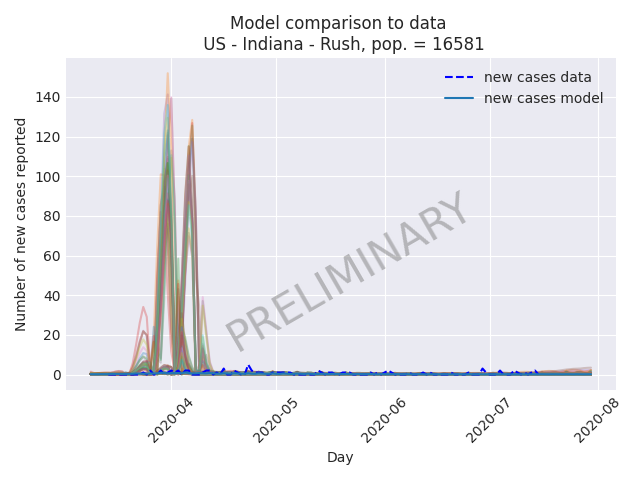 Model comparison to data
US - Indiana - Rush, pop. = 16581
new cases data
new cases model
Number of new cases reported
140
120
100
80
60
40
20
0
PRELIMINARY
2020-04
2020-05
2020-06
2020-07
2020-08
Day